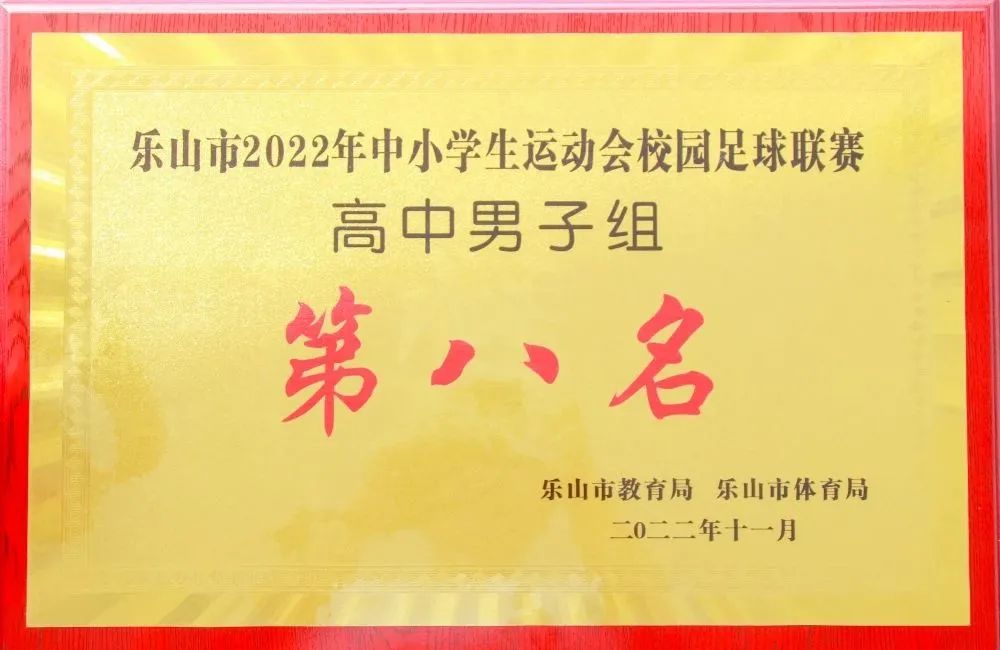 乐山市2022年中小学生运动会校园足球联赛
高中男子组
第八名
乐山市教育局 乐山市体育局
二0二二年十一月